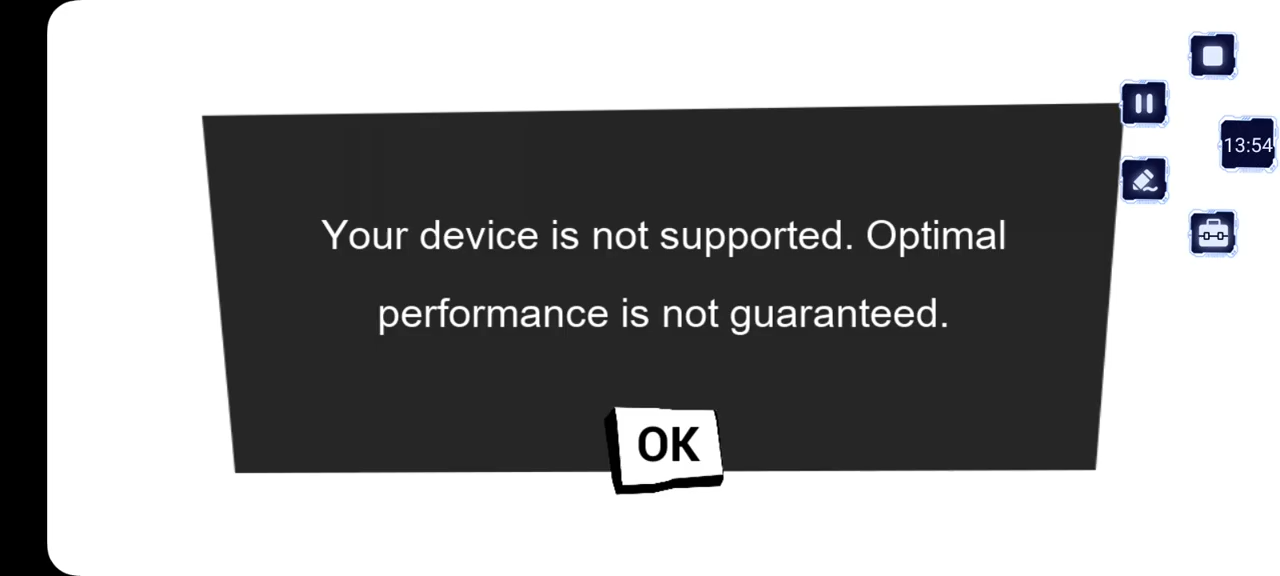 Your device is not supported. Optimal
performance is not guaranteed.
OK
13:54